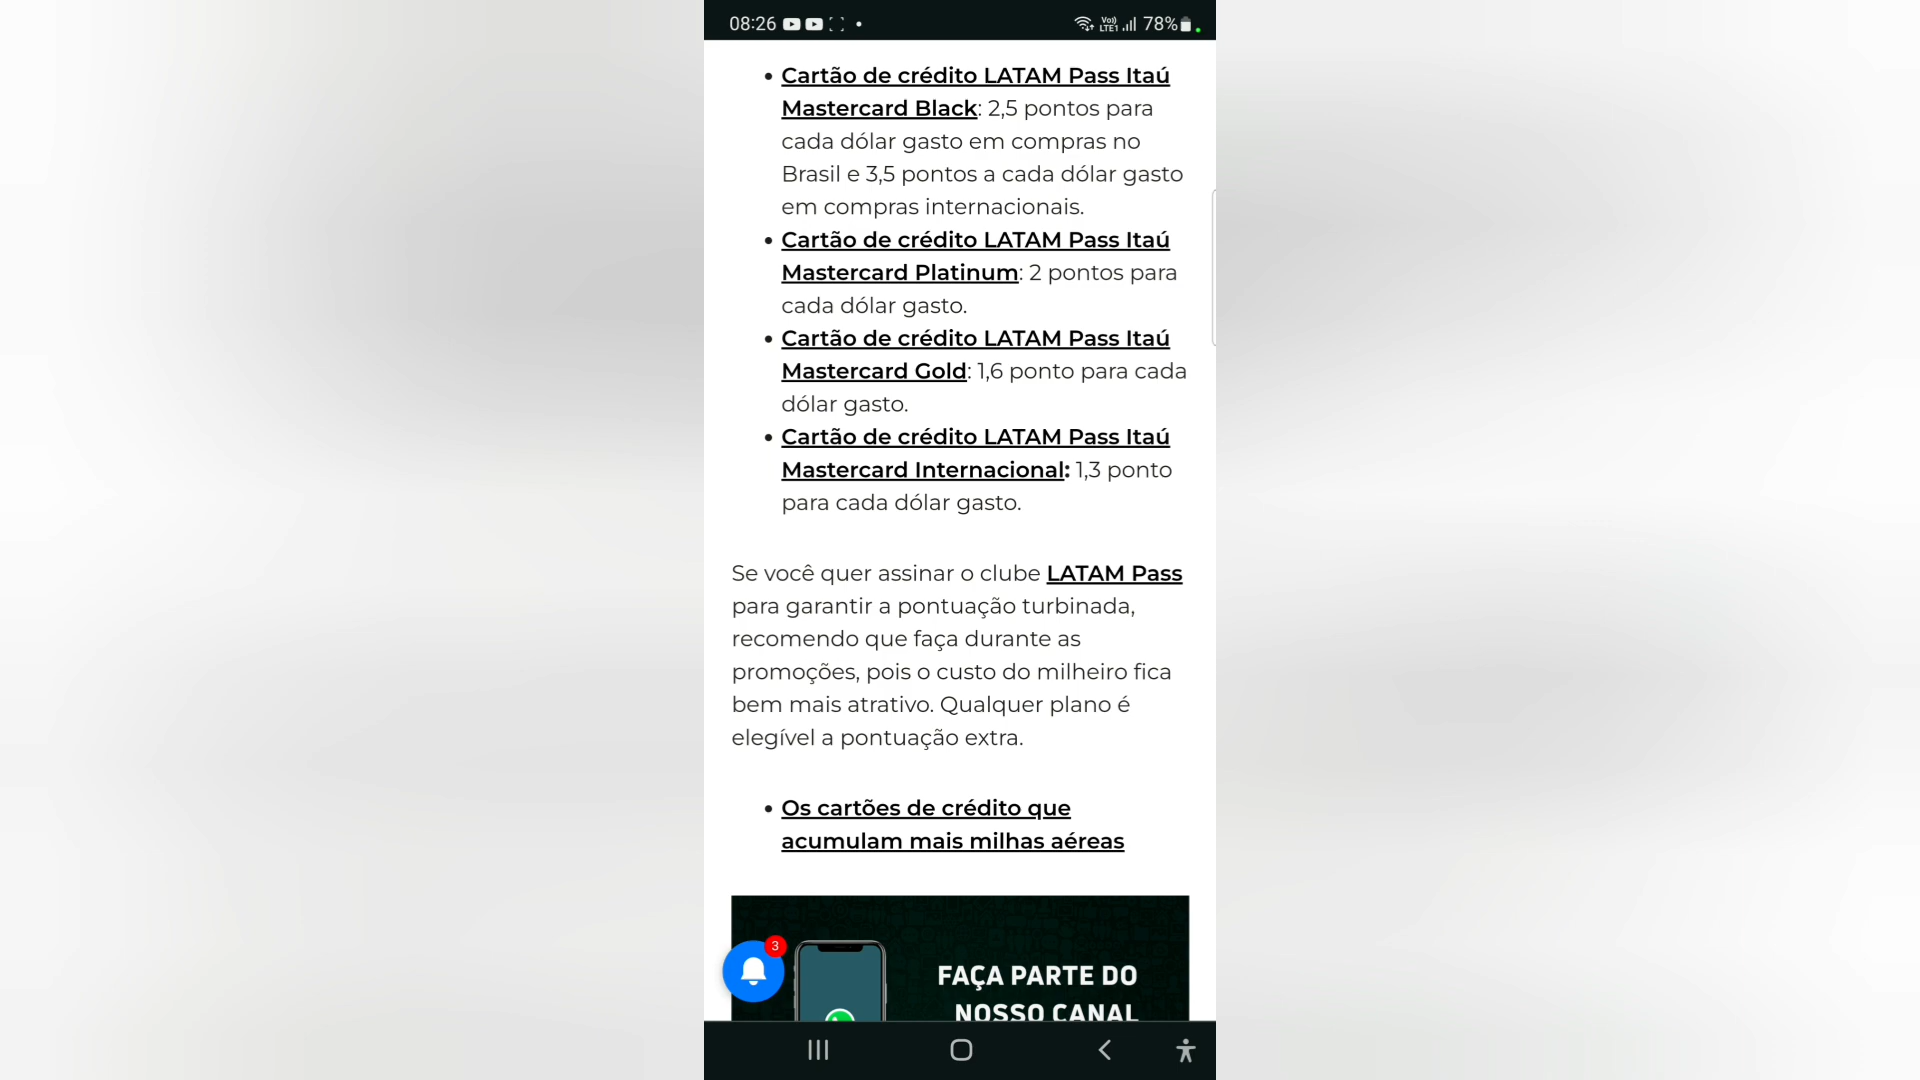 08:26
Vo))
LTE1
78%
• Cartão de crédito LATAM Pass Itaú
Mastercard Black: 2,5 pontos para
cada dólar gasto em compras no
Brasil e 3,5 pontos a cada dólar gasto
em compras internacionais.
• Cartão de crédito LATAM Pass Itaú
Mastercard Platinum: 2 pontos para
cada dólar gasto.
• Cartão de crédito LATAM Pass Itaú
Mastercard Gold: 1,6 ponto para cada
dólar gasto.
• Cartão de crédito LATAM Pass Itaú
Mastercard Internacional: 1,3 ponto
para cada dólar gasto.
Se você quer assinar o clube LATAM Pass
para garantir a pontuação turbinada,
recomendo que faça durante as
promoções, pois o custo do milheiro fica
bem mais atrativo. Qualquer plano é
elegível a pontuação extra.
• Os cartões de crédito que
acumulam mais milhas aéreas
3
FAÇA PARTE DO
NOSSO CANAL